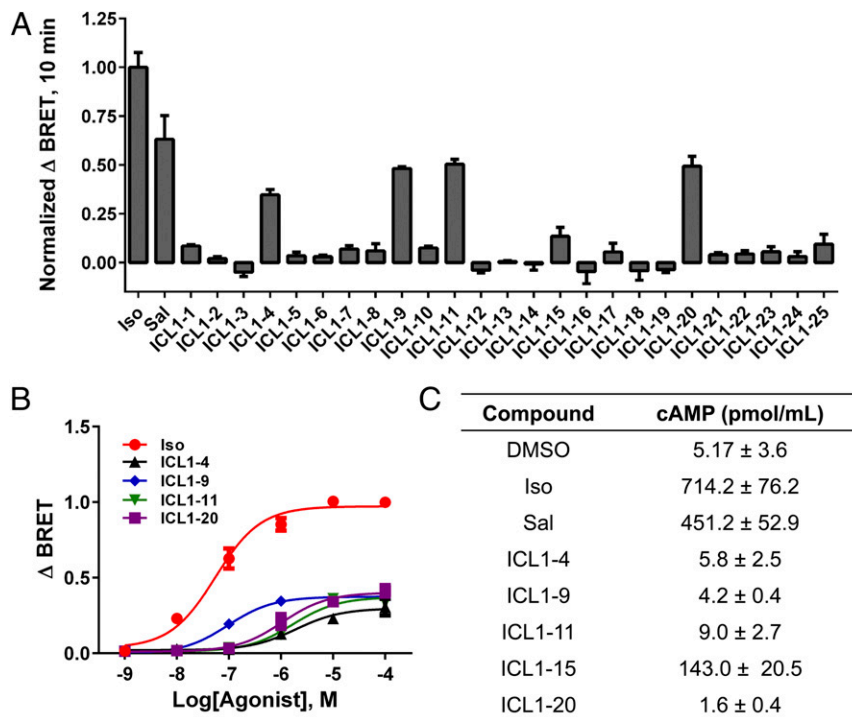 A
Normalized Δ BRET, 10 min
1.25
1.00
0.75
0.50
0.25
0.00
Iso
Sal
ICL1-1
ICL1-2
ICL1-3
ICL1-4
ICL1-5
ICL1-6
ICL1-7
ICL1-8
ICL1-9
ICL1-10
ICL1-11
ICL1-12
ICL1-13
ICL1-14
ICL1-15
ICL1-16
ICL1-17
ICL1-18
ICL1-19
ICL1-20
ICL1-21
ICL1-22
ICL1-23
ICL1-24
ICL1-25
B
Δ BRET
1.5
1.0
0.5
0.0
Iso
ICL1-4
ICL1-9
ICL1-11
ICL1-20
-9 -8 -7 -6 -5 -4
Log[Agonist], M
C
Compound cAMP (pmol/mL)
DMSO 5.17 ± 3.6
Iso 714.2 ± 76.2
Sal 451.2 ± 52.9
ICL1-4 5.8 ± 2.5
ICL1-9 4.2 ± 0.4
ICL1-11 9.0 ± 2.7
ICL1-15 143.0 ± 20.5
ICL1-20 1.6 ± 0.4